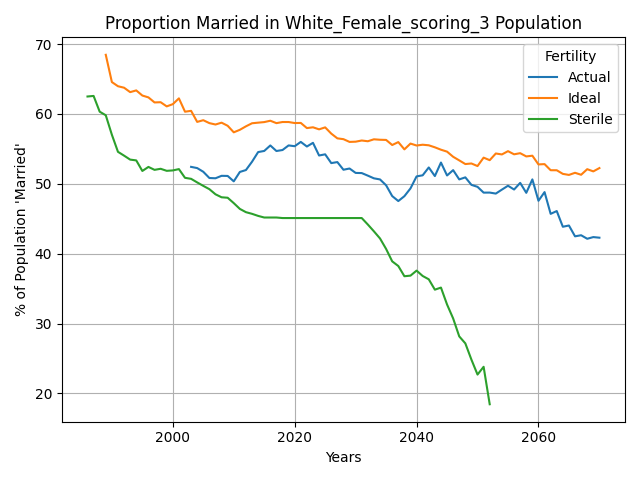 Proportion Married in White_Female_scoring_3 Population
% of Population 'Married'
70
60
50
40
30
20
Fertility
Actual
Ideal
Sterile
2000 2020 2040 2060
Years